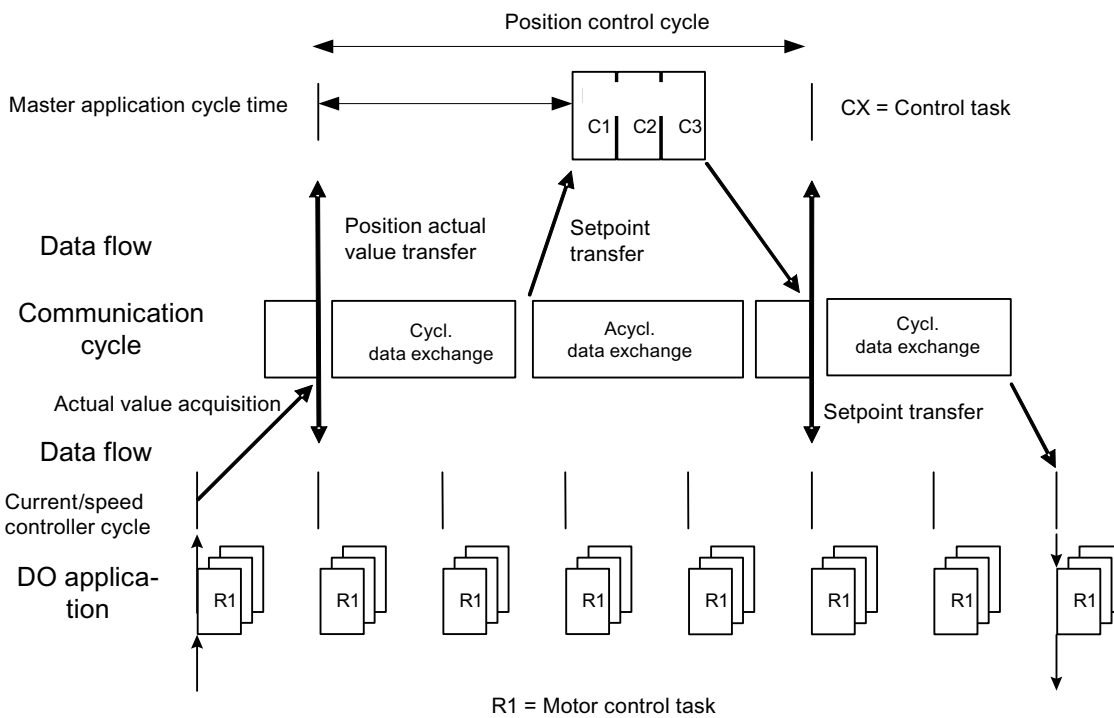 Position control cycle
Master application cycle time
C1 C2 C3
CX = Control task
Data flow
Position actual
value transfer
Setpoint
transfer
Communication
cycle
Cycl.
data exchange
Acycl.
data exchange
Cycl.
data exchange
Actual value acquisition
Setpoint transfer
Data flow
Current/speed
controller cycle
DO applica-
tion
R1 R1 R1 R1 R1 R1 R1 R1
R1 = Motor control task